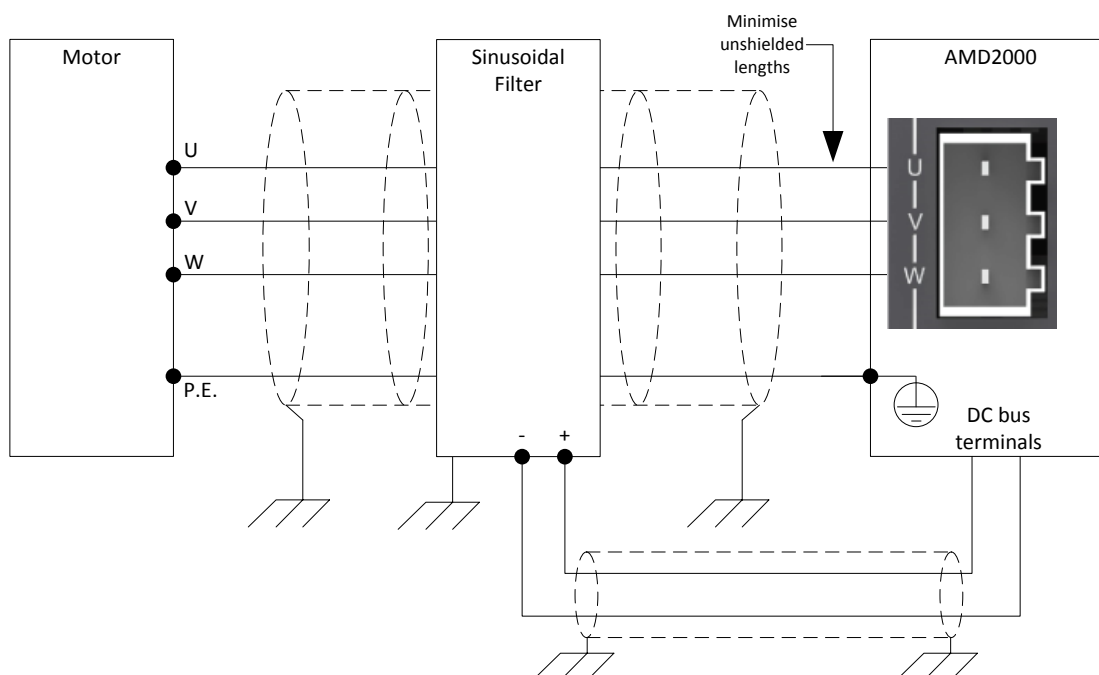 Motor
Sinusoidal
Filter
Minimise
unshielded
lengths
AMD2000
U
V
W
P.E.
U
V
W
-
+
DC bus
terminals